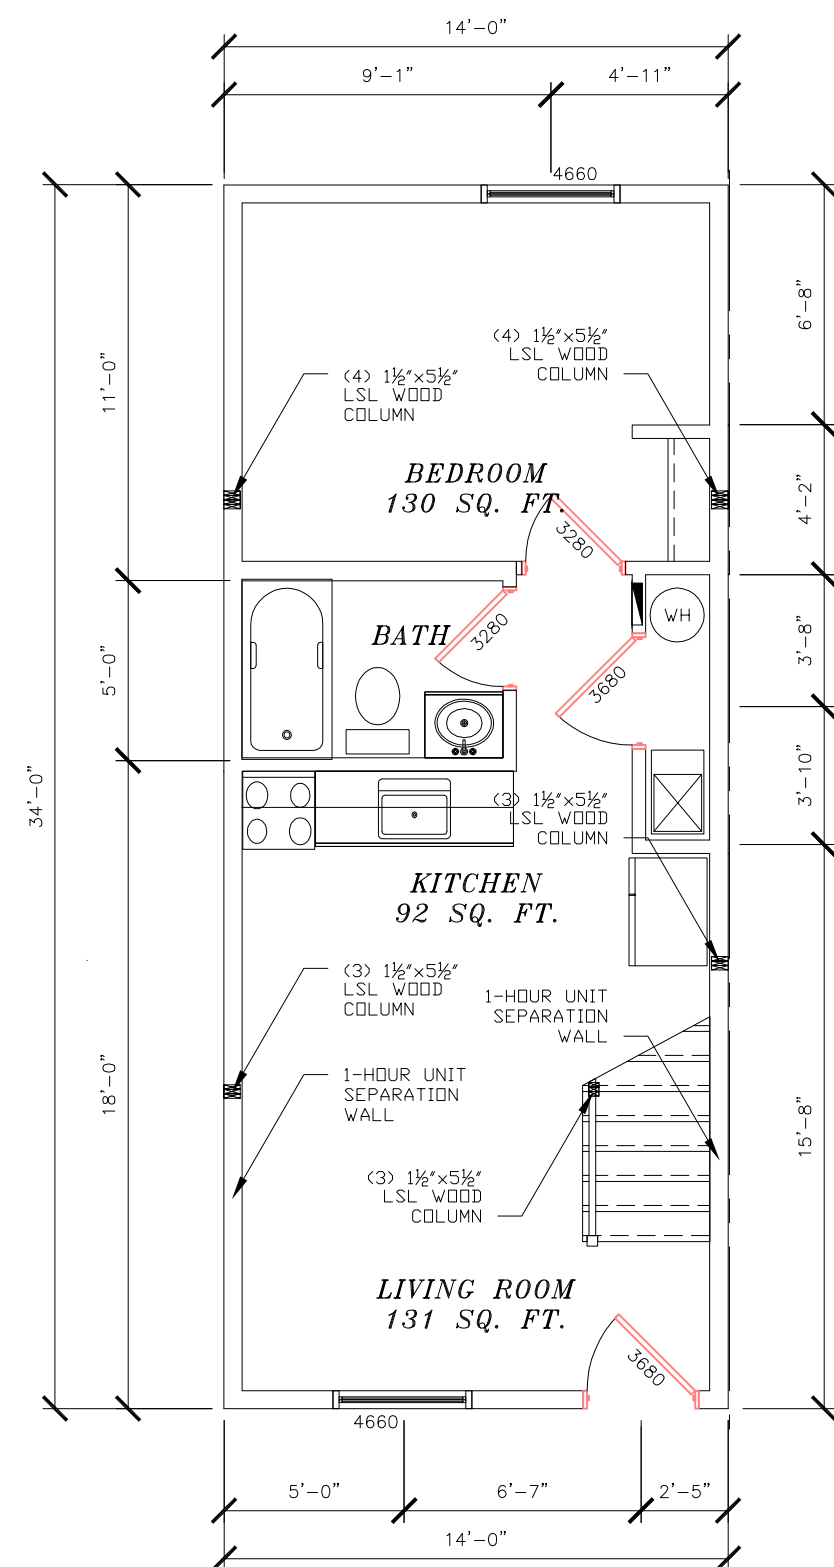 14'-0"
9'-1"
4'-11"
4660
6'-8"
(4) 1½"x5½"
LSL WOOD
COLUMN
(4) 1½"x5½"
LSL WOOD
COLUMN
11'-0"
BEDROOM
130 SQ. FT.
4'-2"
3280
BATH
3280
WH
3'-8"
3680
5'-0"
34'-0"
(3) 1½"x5½"
LSL WOOD
COLUMN
3'-10"
KITCHEN
92 SQ. FT.
(3) 1½"x5½"
LSL WOOD
COLUMN
1-HOUR UNIT
SEPARATION
WALL
18'-0"
1-HOUR UNIT
SEPARATION
WALL
15'-8"
(3) 1½"x5½"
LSL WOOD
COLUMN
LIVING ROOM
131 SQ. FT.
3680
4660
5'-0"
6'-7"
2'-5"
14'-0"